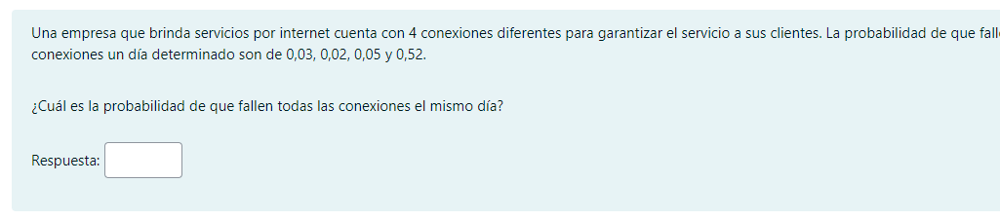 Una empresa que brinda servicios por internet cuenta con 4 conexiones diferentes para garantizar el servicio a sus clientes. La probabilidad de que
conexiones un día determinado son de 0,03, 0,02, 0,05 y 0,52.
¿Cuál es la probabilidad de que fallen todas las conexiones el mismo día?
Respuesta: